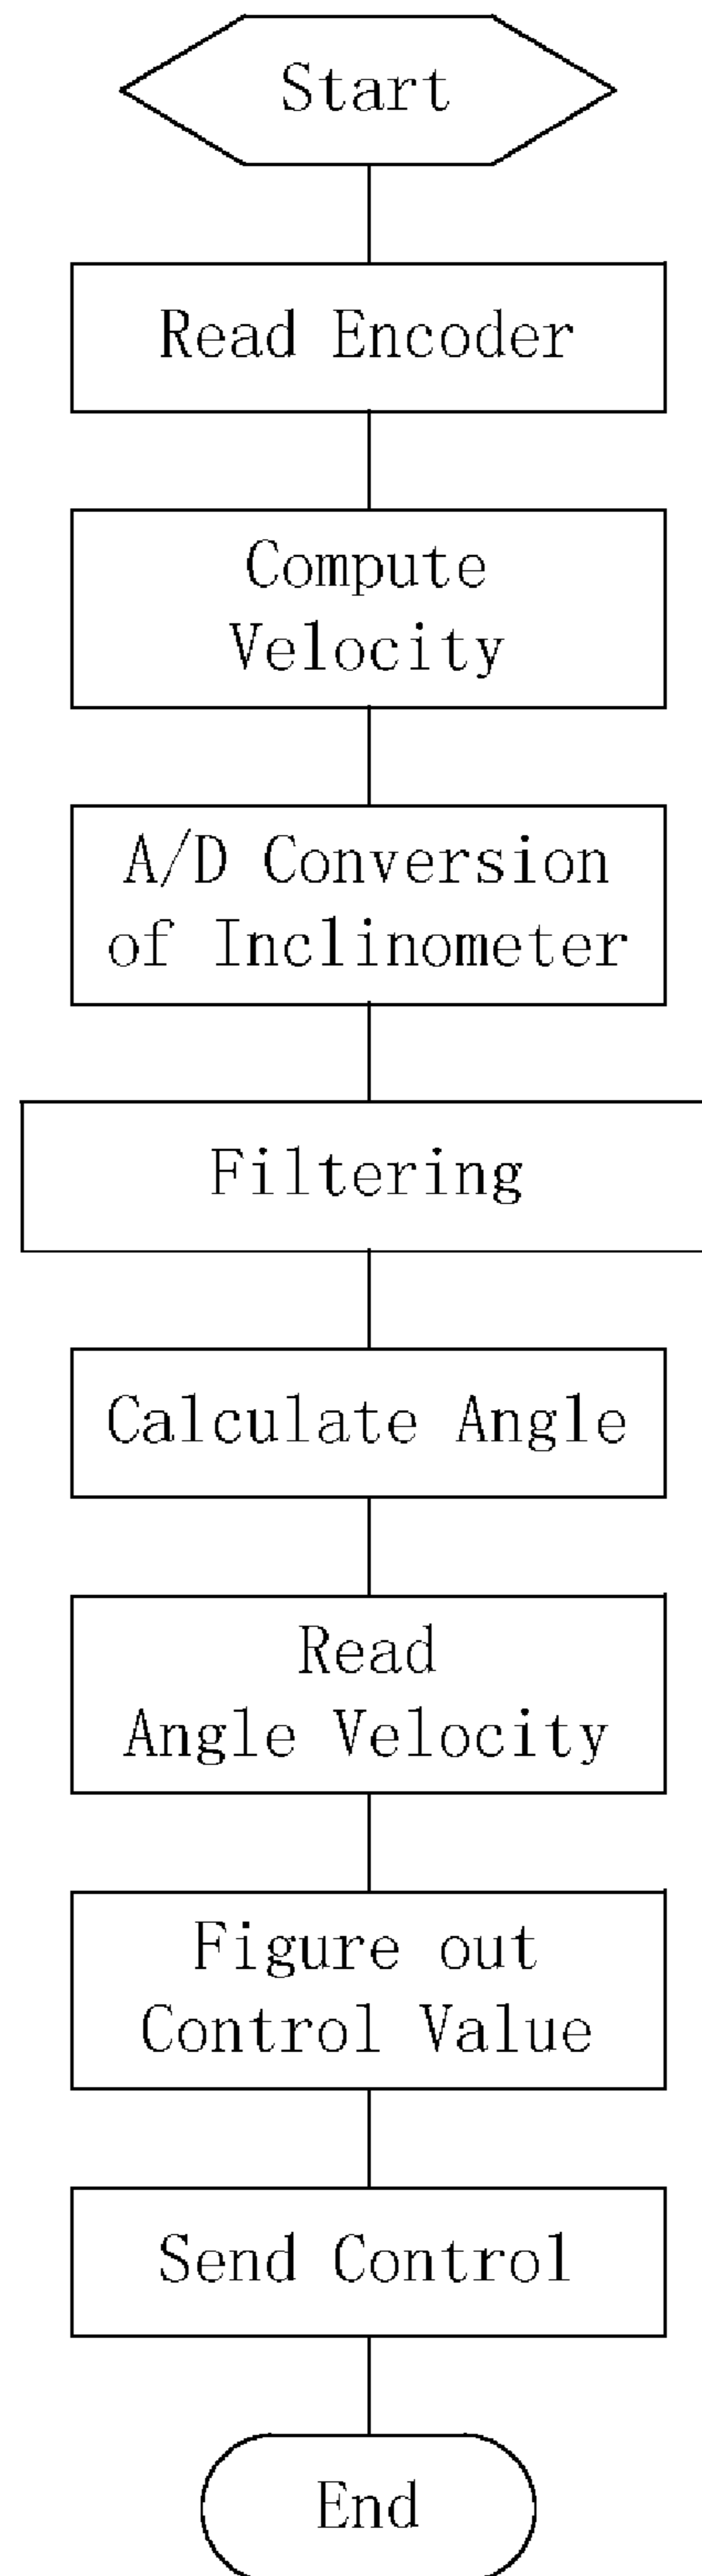 Start
Read Encoder
Compute
Velocity
A/D Conversion
of Inclinometer
Filtering
Calculate Angle
Read
Angle Velocity
Figure out
Control Value
Send Control
End